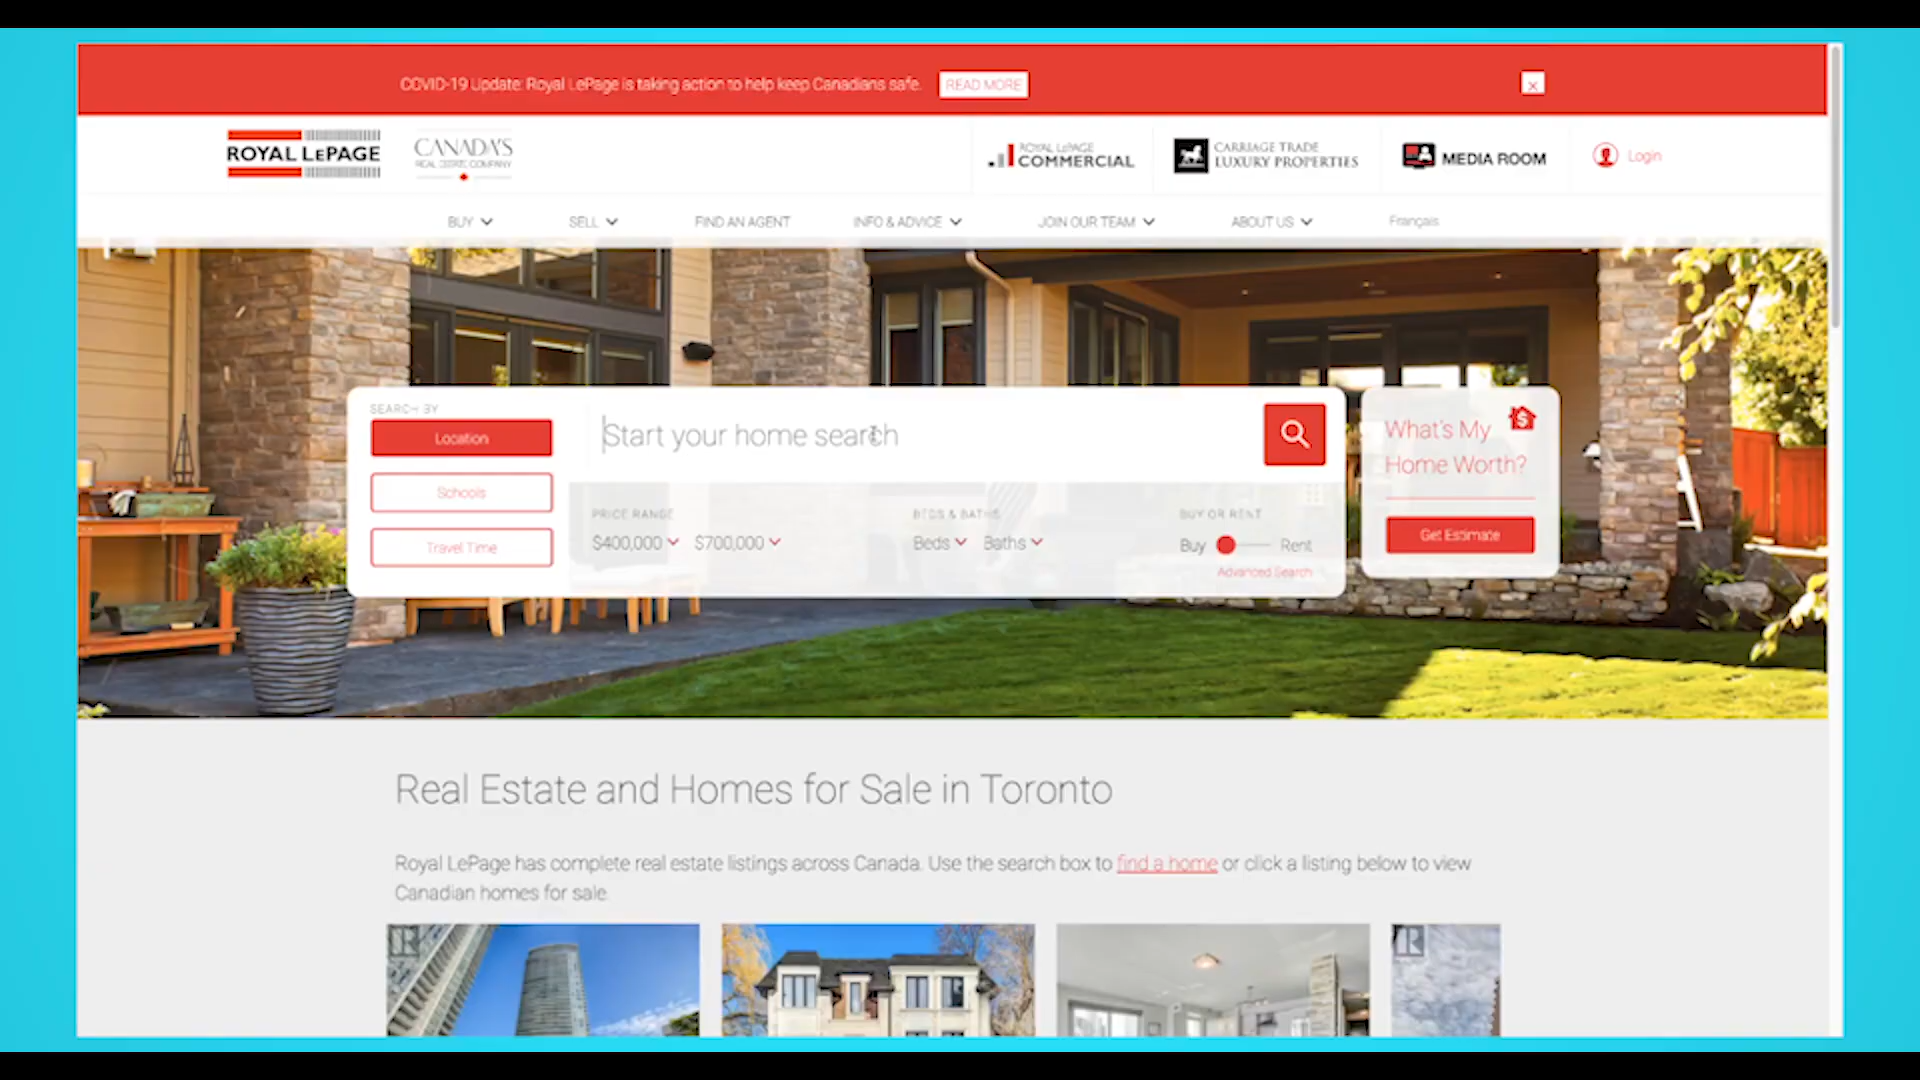 COVID-19 Update: Royal LePage is taking action to help keep Canadians safe. READ MORE
ROYAL LEPAGE
CANADA'S
REAL ESTATE COMPANY
ROYAL LEPAGE
COMMERCIAL
CARRIAGE TRADE
LUXURY PROPERTIES
MEDIA ROOM
Login
BUY SELL FIND AN AGENT INFO & ADVICE JOIN OUR TEAM ABOUT US Français
SEARCH BY
Location
Schools
Travel Time
Start your home search
PRICE RANGE
$400,000 $700,000
BEDS & BATHS
Beds Baths
BUY OR RENT
Buy Rent
Advanced Search
What's My
Home Worth?
Get Estimate
Real Estate and Homes for Sale in Toronto
Royal LePage has complete real estate listings across Canada. Use the search box to find a home or click a listing below to view
Canadian homes for sale.